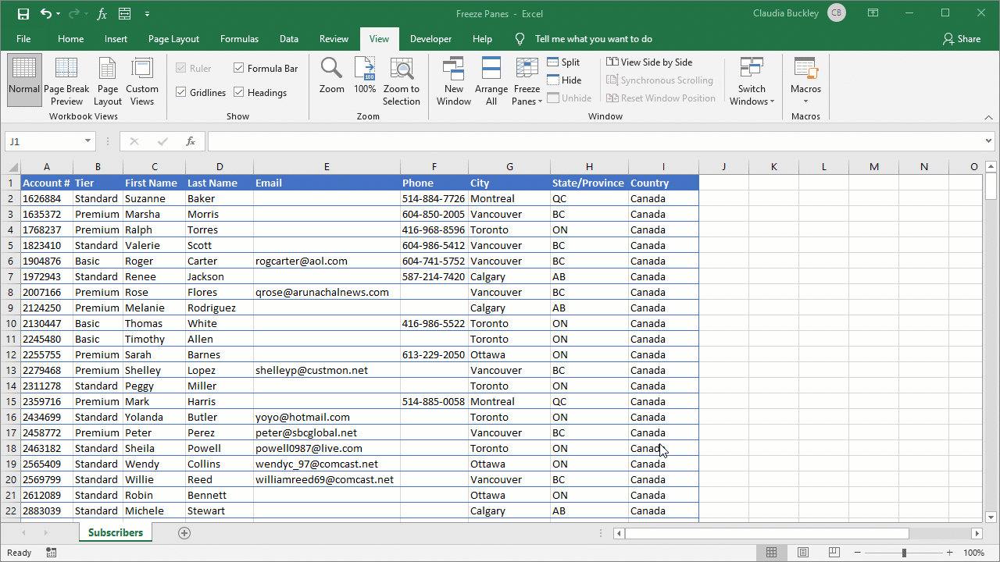 Freeze Panes - Excel
Claudia Buckley CB
File Home Insert Page Layout Formulas Data Review View Developer Help Tell me what you want to do Share
Normal Page Break Preview Page Layout Custom Views
Workbook Views
Ruler Formula Bar
Gridlines Headings
Show
Zoom 100% Zoom to Selection
Zoom
New Window Arrange All Freeze Panes
Split
Hide
Unhide
View Side by Side
Synchronous Scrolling
Reset Window Position
Switch Windows
Window
Macros
Macros
J1 fx
A B C D E F G H I J K L M N O
1 Account # Tier First Name Last Name Email Phone City State/Province Country
2 1626884 Standard Suzanne Baker 514-884-7726 Montreal QC Canada
3 1635372 Premium Marsha Morris 604-850-2005 Vancouver BC Canada
4 1768237 Premium Ralph Torres 416-968-8596 Toronto ON Canada
5 1823410 Standard Valerie Scott 604-986-5412 Vancouver BC Canada
6 1904876 Basic Roger Carter rogcarter@aol.com 604-741-5752 Vancouver BC Canada
7 1972943 Standard Renee Jackson 587-214-7420 Calgary AB Canada
8 2007166 Premium Rose Flores qrose@arunachalnews.com Vancouver BC Canada
9 2124250 Premium Melanie Rodriguez Calgary AB Canada
10 2130447 Basic Thomas White 416-986-5522 Toronto ON Canada
11 2245480 Basic Timothy Allen Toronto ON Canada
12 2255755 Premium Sarah Barnes 613-229-2050 Ottawa ON Canada
13 2279468 Premium Shelley Lopez shelleyp@custmon.net Vancouver BC Canada
14 2311278 Standard Peggy Miller Toronto ON Canada
15 2359716 Premium Mark Harris 514-885-0058 Montreal QC Canada
16 2434699 Standard Yolanda Butler yoyo@hotmail.com Toronto ON Canada
17 2458772 Premium Peter Perez peter@sbcglobal.net Vancouver BC Canada
18 2463182 Standard Sheila Powell powell0987@live.com Toronto ON Canada
19 2565409 Standard Wendy Collins wendyc_97@comcast.net Ottawa ON Canada
20 2569799 Standard Willie Reed williamreed69@comcast.net Vancouver BC Canada
21 2612089 Standard Robin Bennett Ottawa ON Canada
22 2883039 Standard Michele Stewart Calgary AB Canada
Subscribers
Ready 100%